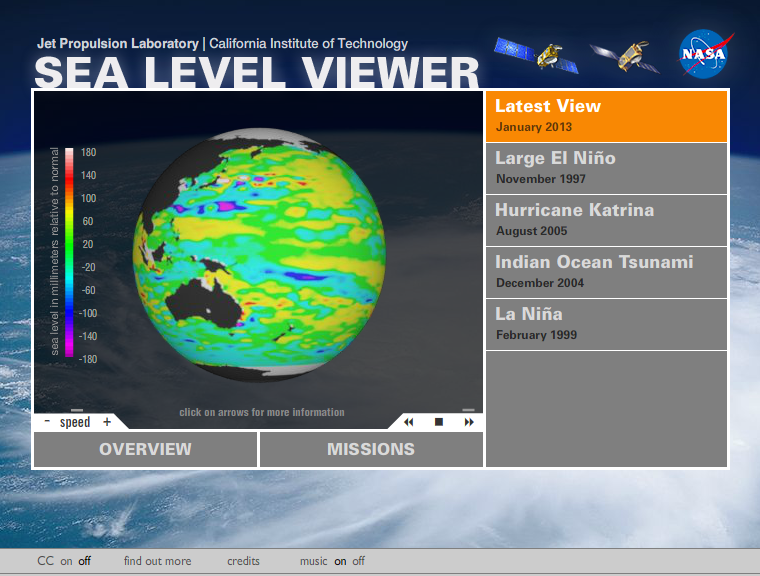 Jet Propulsion Laboratory | California Institute of Technology
SEA LEVEL VIEWER
NASA
sea level in millimeters relative to normal
180
140
100
60
20
-20
-60
-100
-140
-180
click on arrows for more information
- speed +
OVERVIEW
MISSIONS
Latest View
January 2013
Large El Niño
November 1997
Hurricane Katrina
August 2005
Indian Ocean Tsunami
December 2004
La Niña
February 1999
CC on off find out more credits music on off